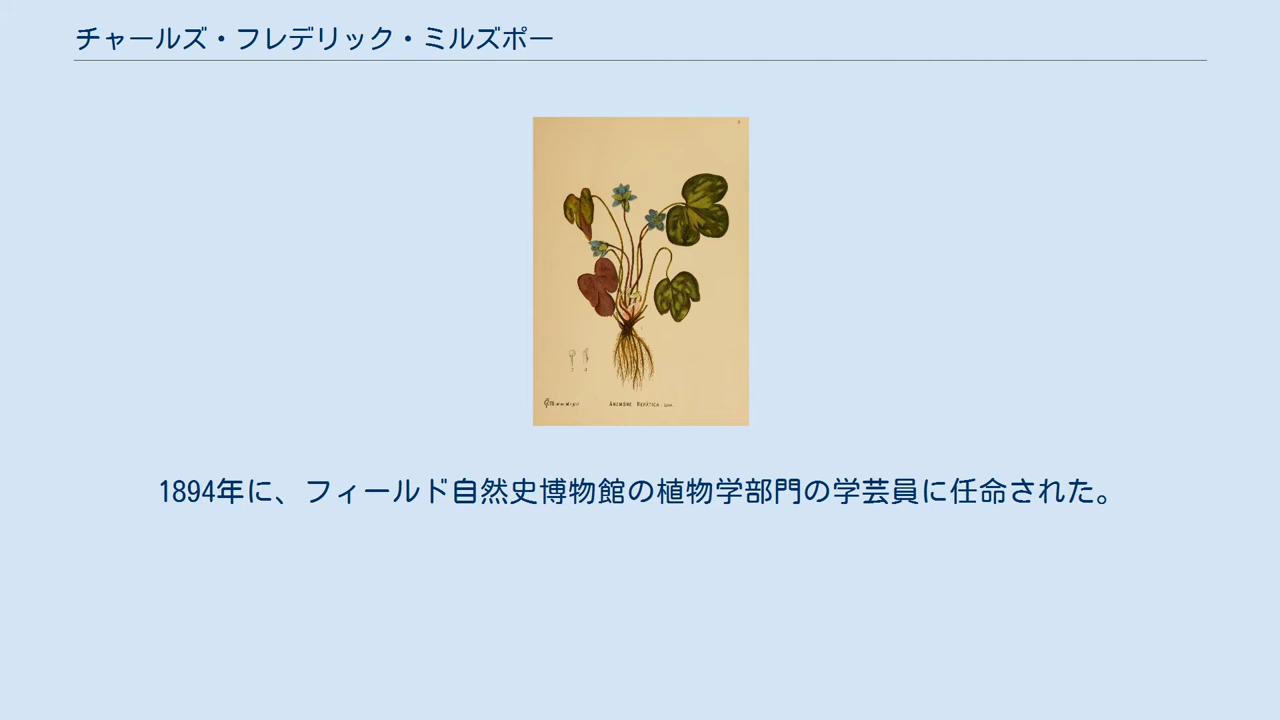 チャールズ・フレデリック・ミルズポー
ANEMONE HEPÁTICA
1894年に、フィールド自然史博物館の植物学部門の学芸員に任命された。